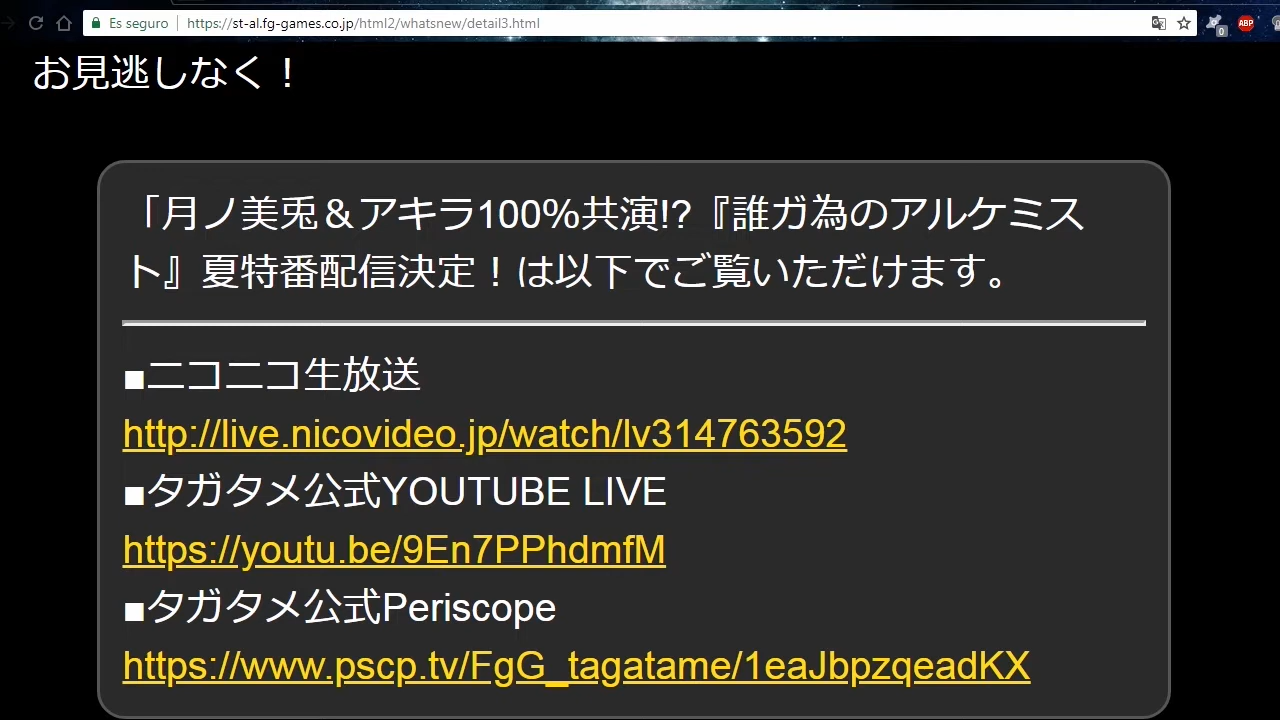 Es seguro https://st-al.fg-games.co.jp/html2/whatsnew/detail3.html
0 ABP
お見逃しなく！
「月ノ美兎＆アキラ100%共演!?『誰ガ為のアルケミス
ト』夏特番配信決定！は以下でご覧いただけます。
■ニコニコ生放送
http://live.nicovideo.jp/watch/lv314763592
■タガタメ公式YOUTUBE LIVE
https://youtu.be/9En7PPhdmfM
■タガタメ公式Periscope
https://www.pscp.tv/FgG_tagatame/1eaJbpzqeadKX